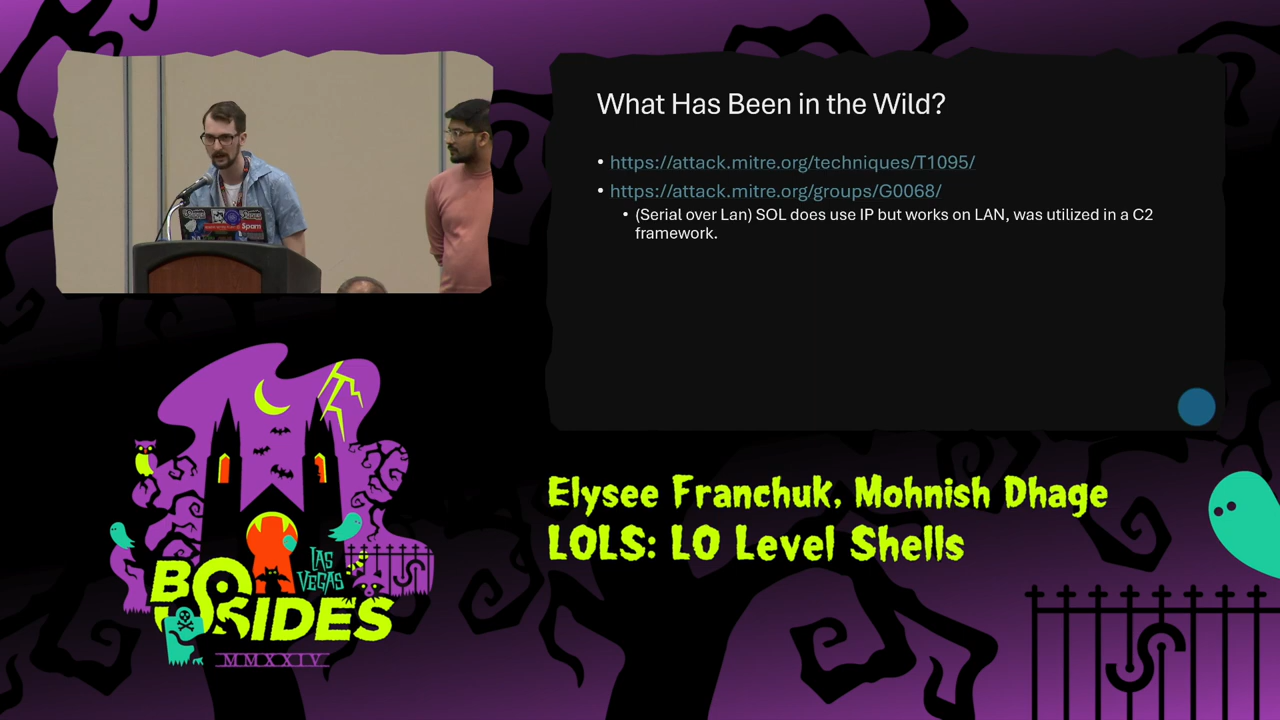 What Has Been in the Wild?
• https://attack.mitre.org/techniques/T1095/
• https://attack.mitre.org/groups/G0068/
• (Serial over Lan) SOL does use IP but works on LAN, was utilized in a C2
framework.
Spam
Elysee Franchuk, Mohnish Dhage
LOLS: LO Level Shells
LAS
VEGAS
BSIDES
MMXXIV